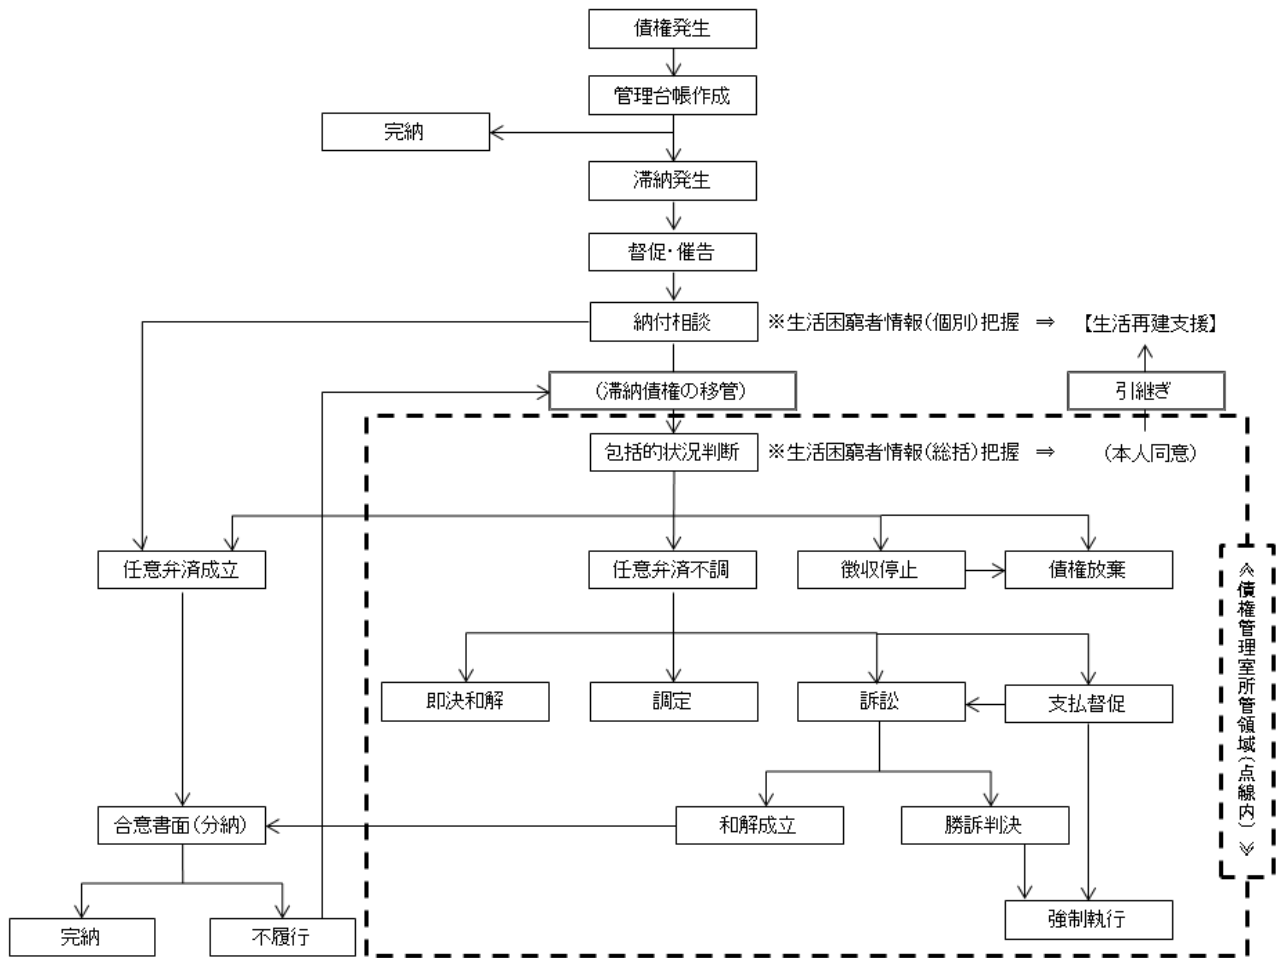 債権発生
管理台帳作成
完納
滞納発生
督促・催告
納付相談
※生活困窮者情報(個別)把握 ⇒ 【生活再建支援】
(滞納債権の移管)
引継ぎ
包括的状況判断
※生活困窮者情報(総括)把握 ⇒ (本人同意)
任意弁済成立
任意弁済不調
徴収停止
債権放棄
≪債権管理室所管領域(点線内)≫
即決和解
調定
訴訟
支払督促
合意書面(分納)
和解成立
勝訴判決
完納
不履行
強制執行